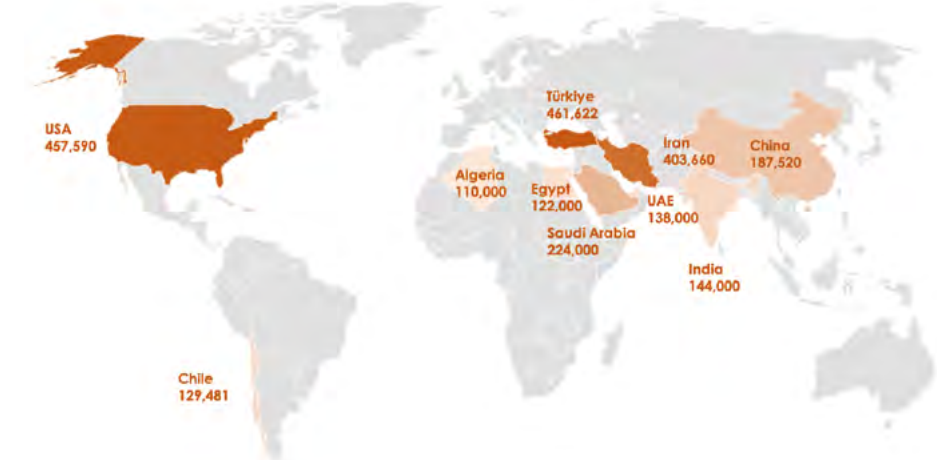 USA
457,590
Türkiye
461,622
Iran
403,660
China
187,520
Algeria
110,000
Egypt
122,000
UAE
138,000
Saudi Arabia
224,000
India
144,000
Chile
129,481